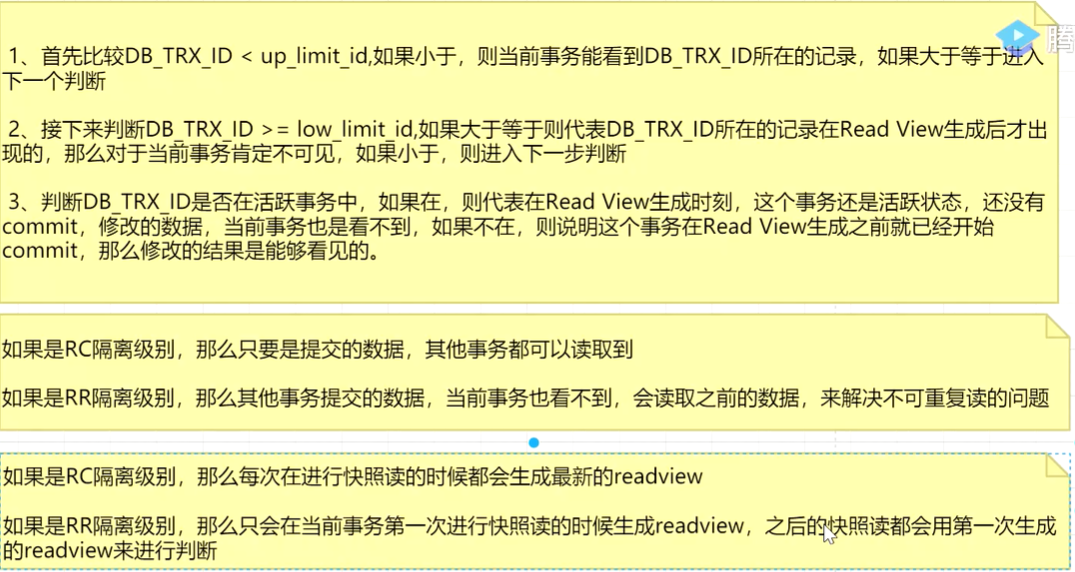 1、首先比较DB_TRX_ID < up_limit_id,如果小于，则当前事务能看到DB_TRX_ID所在的记录，如果大于等于进入
下一个判断
2、接下来判断DB_TRX_ID >= low_limit_id,如果大于等于则代表DB_TRX_ID所在的记录在Read View生成后才出
现的，那么对于当前事务肯定不可见，如果小于，则进入下一步判断
3、判断DB_TRX_ID是否在活跃事务中，如果在，则代表在Read View生成时刻，这个事务还是活跃状态，还没有
commit，修改的数据，当前事务也是看不到，如果不在，则说明这个事务在Read View生成之前就已经开始
commit，那么修改的结果是能够看见的。
如果是RC隔离级别，那么只要是提交的数据，其他事务都可以读取到
如果是RR隔离级别，那么其他事务提交的数据，当前事务也看不到，会读取之前的数据，来解决不可重复读的问题
如果是RC隔离级别，那么每次在进行快照读的时候都会生成最新的readview
如果是RR隔离级别，那么只会在当前事务第一次进行快照读的时候生成readview，之后的快照读都会用第一次生成
的readview来进行判断